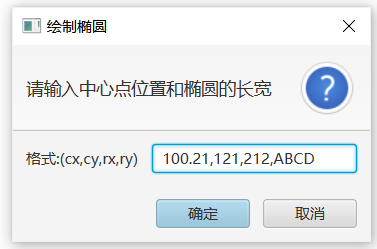 绘制椭圆
请输入中心点位置和椭圆的长宽
格式:(cx,cy,rx,ry) 100.21,121,212,ABCD
确定 取消